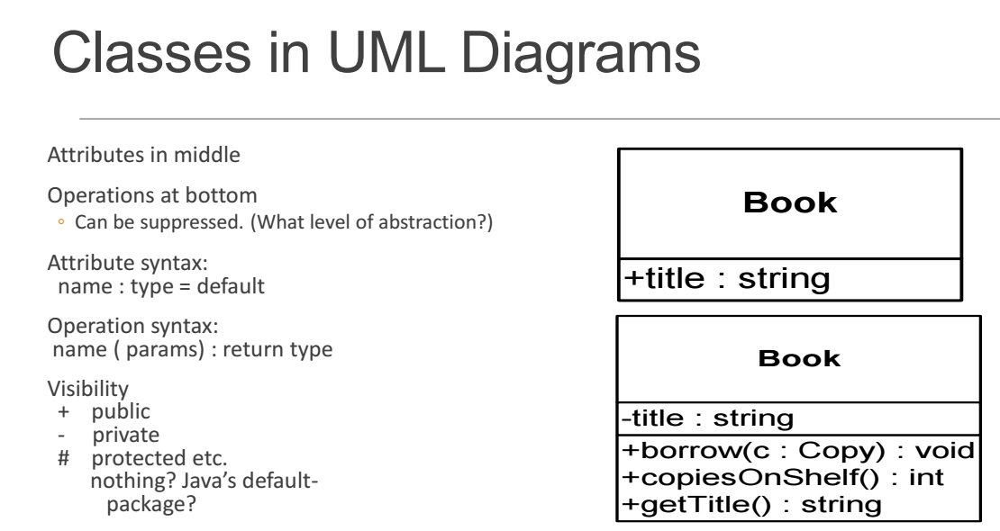 Classes in UML Diagrams
Attributes in middle
Operations at bottom
◦ Can be suppressed. (What level of abstraction?)
Attribute syntax:
name : type = default
Operation syntax:
name ( params) : return type
Visibility
+ public
- private
# protected etc.
nothing? Java’s default-
package?
Book
+title : string
Book
-title : string
+borrow(c : Copy) : void
+copiesOnShelf() : int
+getTitle() : string